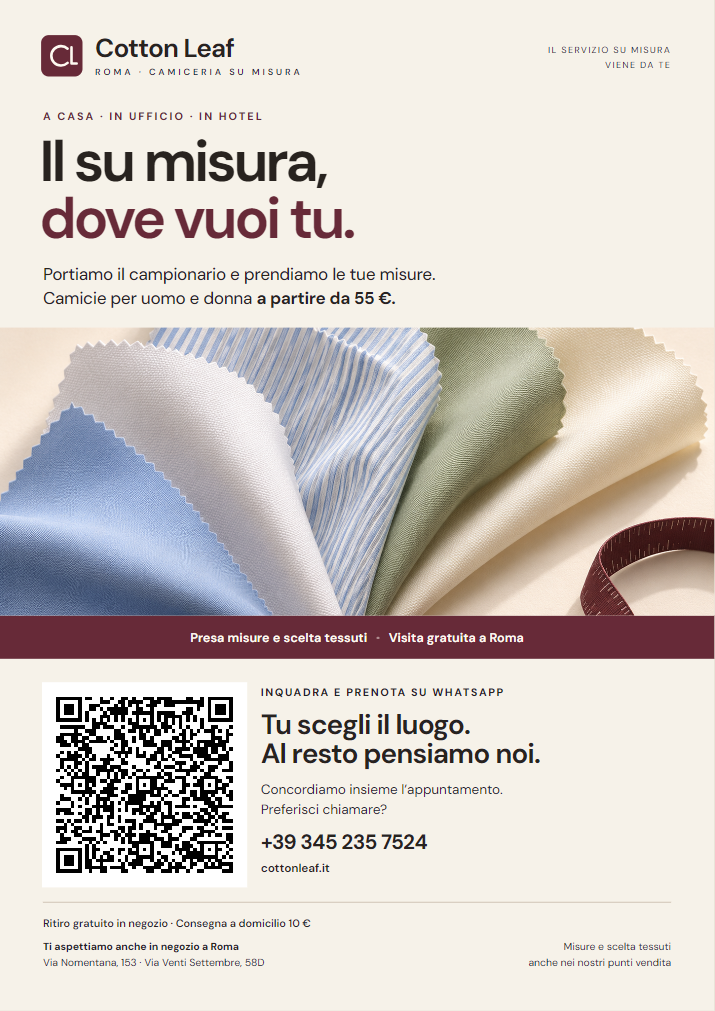 CL
Cotton Leaf
ROMA · CAMICERIA SU MISURA
IL SERVIZIO SU MISURA
VIENE DA TE
A CASA · IN UFFICIO · IN HOTEL
Il su misura,
dove vuoi tu.
Portiamo il campionario e prendiamo le tue misure.
Camicie per uomo e donna a partire da 55 €.
Presa misure e scelta tessuti · Visita gratuita a Roma
INQUADRA E PRENOTA SU WHATSAPP
Tu scegli il luogo.
Al resto pensiamo noi.
Concordiamo insieme l’appuntamento.
Preferisci chiamare?
+39 345 235 7524
cottonleaf.it
Ritiro gratuito in negozio · Consegna a domicilio 10 €
Ti aspettiamo anche in negozio a Roma
Via Nomentana, 153 · Via Venti Settembre, 58D
Misure e scelta tessuti
anche nei nostri punti vendita